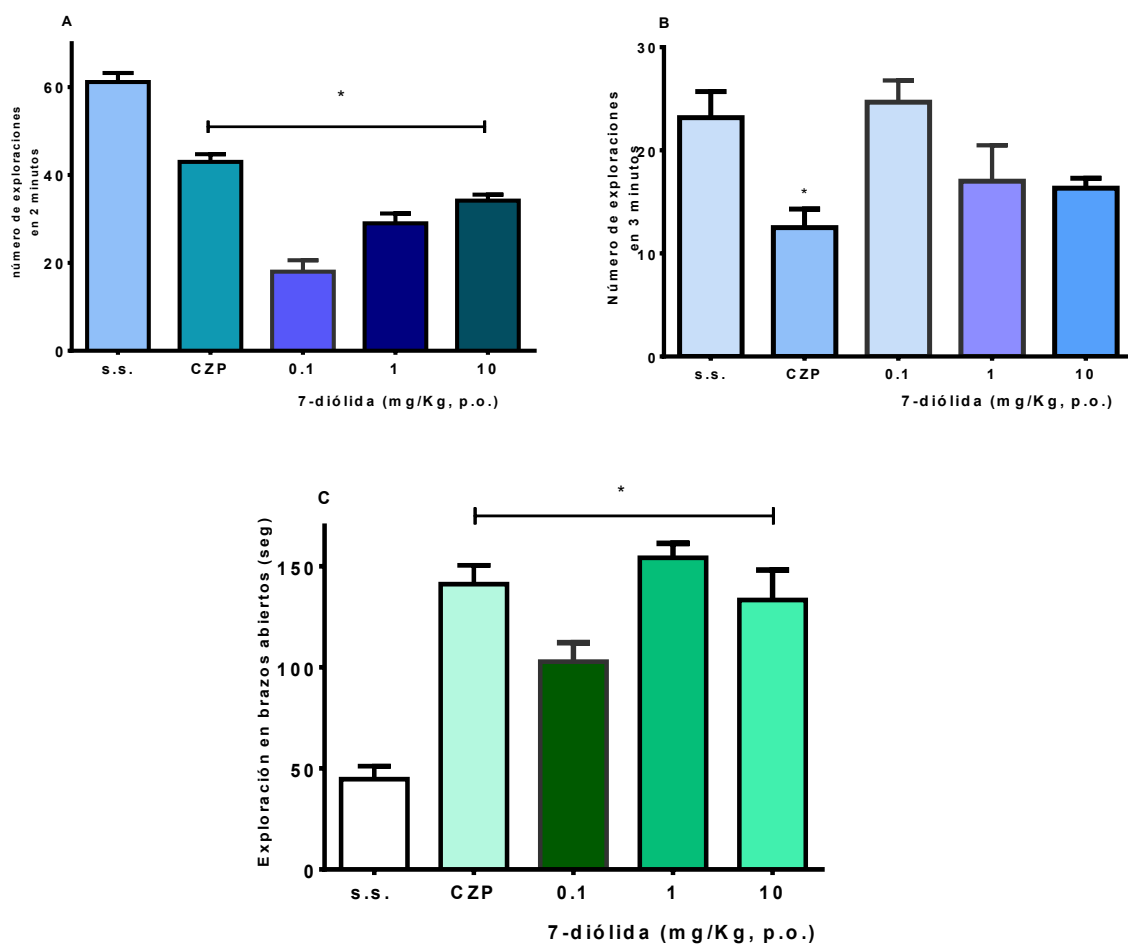 A
número de exploraciones
en 2 minutos
60
40
20
0
*
s.s. CZP 0.1 1 10
7-diólida (mg/Kg, p.o.)
B
Número de exploraciones
en 3 minutos
30
20
10
0
*
s.s. CZP 0.1 1 10
7-diólida (mg/Kg, p.o.)
C
Exploración en brazos abiertos (seg)
150
100
50
0
*
s.s. CZP 0.1 1 10
7-diólida (mg/Kg, p.o.)